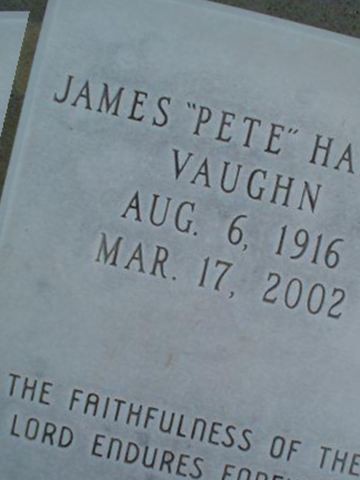 JAMES "PETE" HA
VAUGHN
AUG. 6, 1916
MAR. 17, 2002
THE FAITHFULNESS OF THE
LORD ENDURES